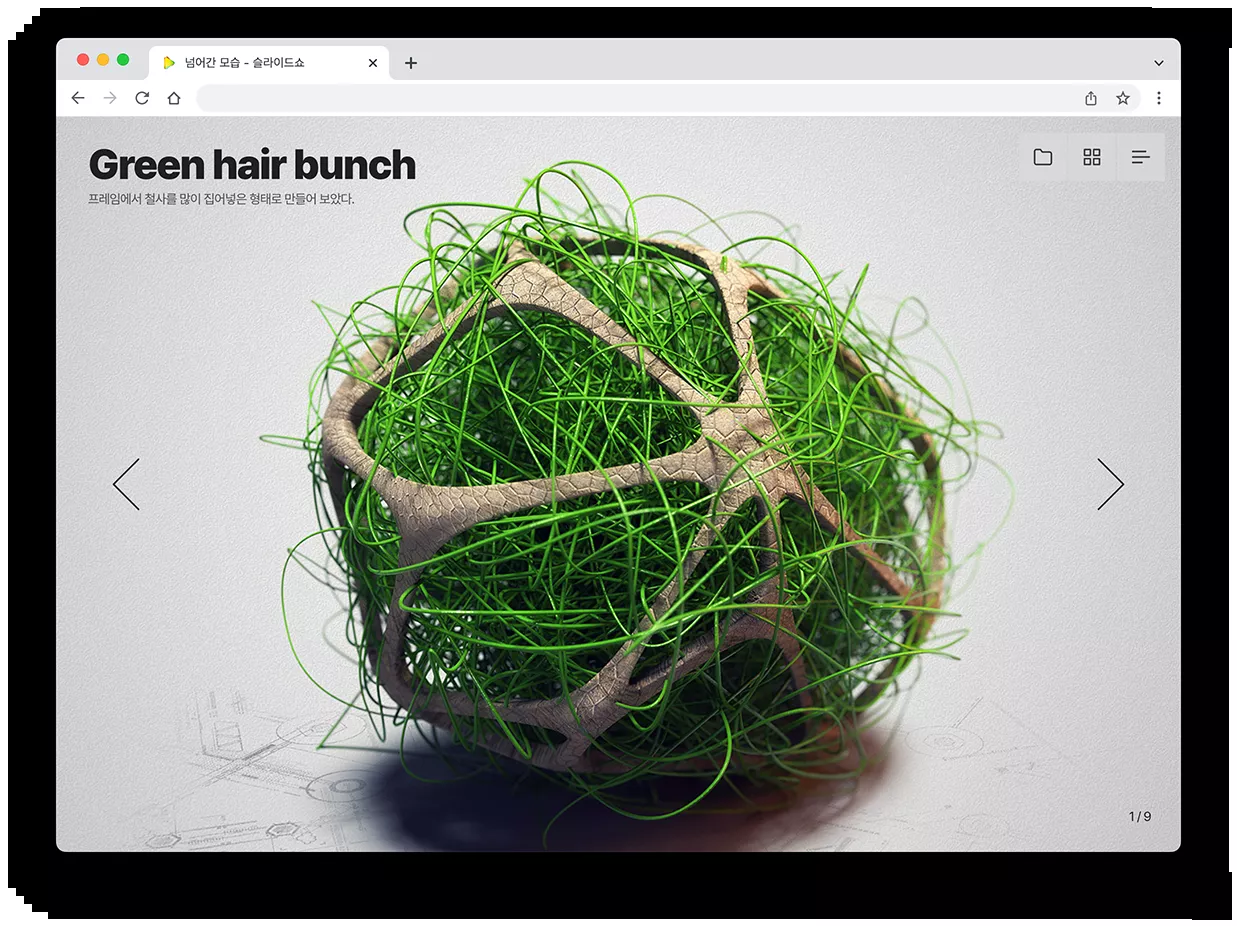 넘어간 모습 - 슬라이드쇼
Green hair bunch
프레임에서 철사를 많이 집어넣은 형태로 만들어 보았다.
1/9